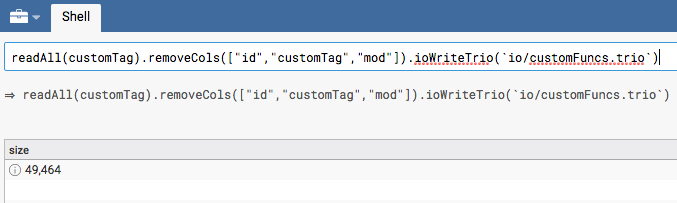 Shell
readAll(customTag).removeCols(["id","customTag","mod"]).ioWriteTrio(`io/customFuncs.trio`)
⇒ readAll(customTag).removeCols(["id","customTag","mod"]).ioWriteTrio(`io/customFuncs.trio`)
size
49,464